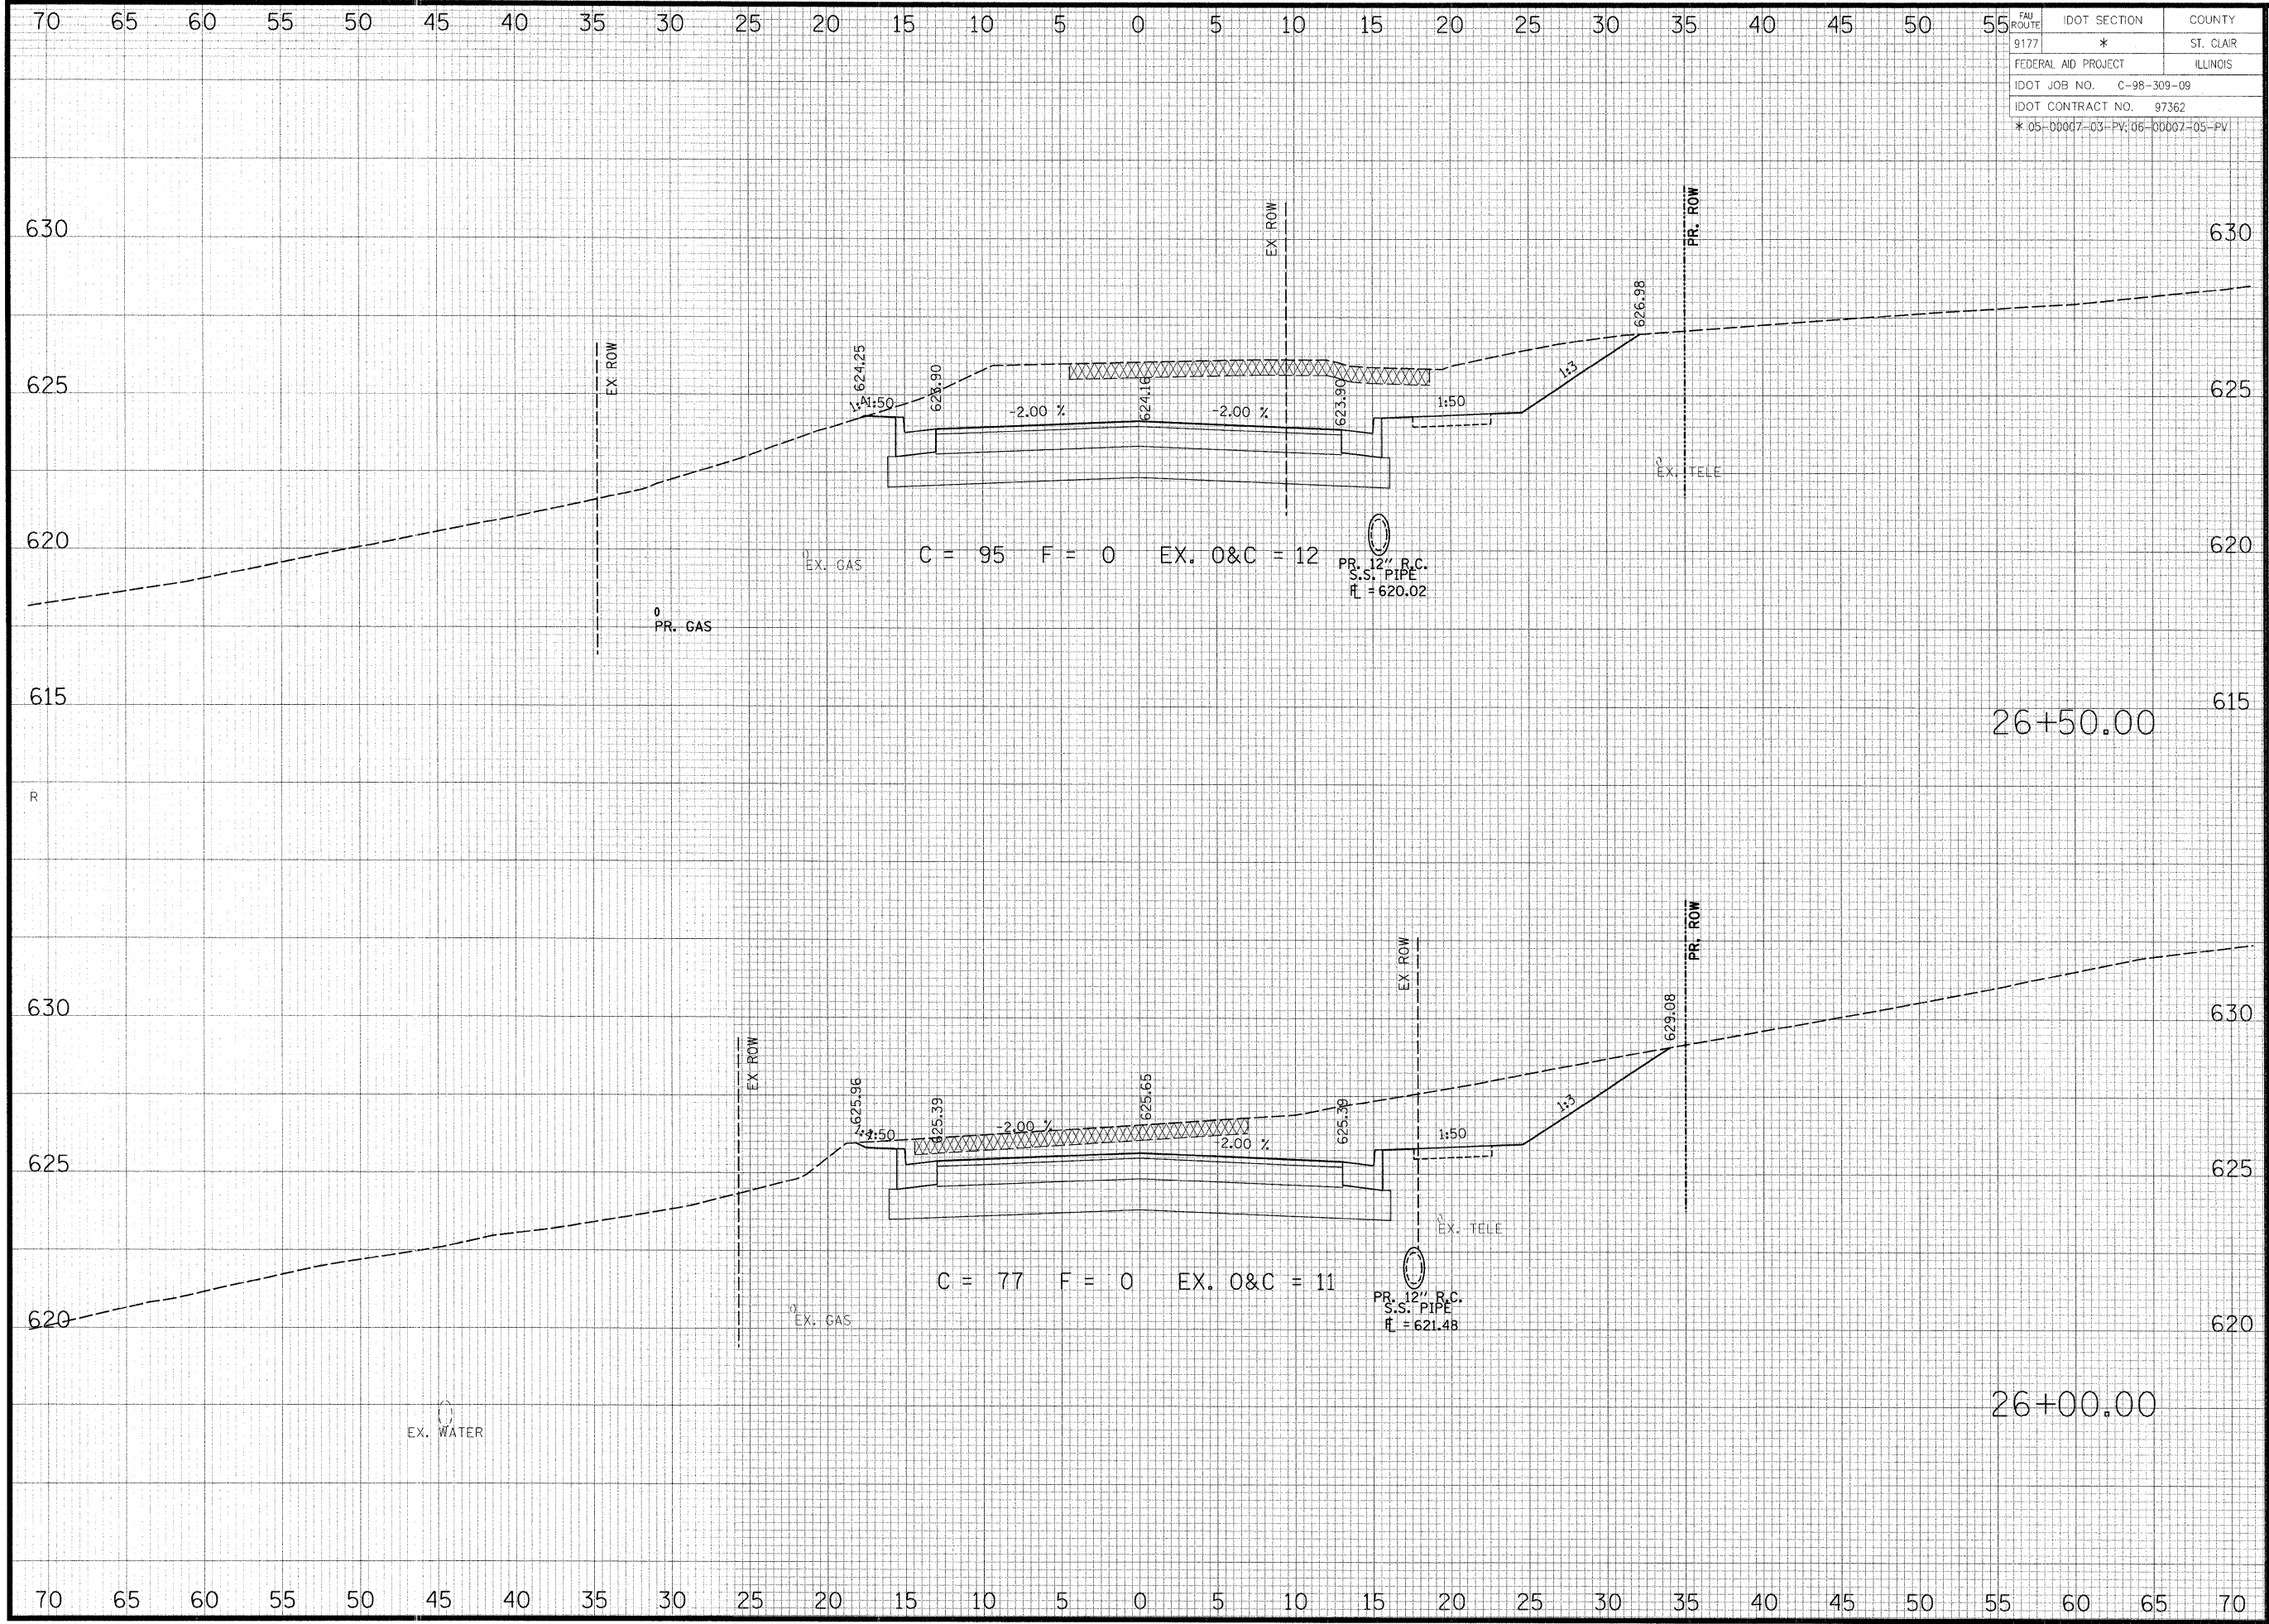 70 65 60 55 50 45 40 35 30 25 20 15 10 5 0 5 10 15 20 25 30 35 40 45 50 55
FAU ROUTE IDOT SECTION COUNTY
9177 * ST. CLAIR
FEDERAL AID PROJECT ILLINOIS
IDOT JOB NO. C-98-309-09
IDOT CONTRACT NO. 97362
* 05-00007-03-PV; 06-00007-05-PV
PR. ROW
EX ROW
630 630
626.98
EX ROW
624.25
623.90
624.16
623.90
625 625
1:4 1:50 -2.00 % -2.00 % 1:50 1:3
EX. TELE
620 620
EX. GAS C = 95 F = 0 EX. O&C = 12
PR. 12" R.C.
S.S. PIPE
FL = 620.02
PR. GAS
615 615
26+50.00
R
PR. ROW
EX ROW
630 630
629.08
EX ROW
625.96
625.39
625.65
625.39
1:4 1:50 -2.00 % -2.00 % 1:50 1:3
625 625
EX. TELE
C = 77 F = 0 EX. O&C = 11
PR. 12" R.C.
S.S. PIPE
FL = 621.48
620 EX. GAS 620
26+00.00
EX. WATER
70 65 60 55 50 45 40 35 30 25 20 15 10 5 0 5 10 15 20 25 30 35 40 45 50 55 60 65 70